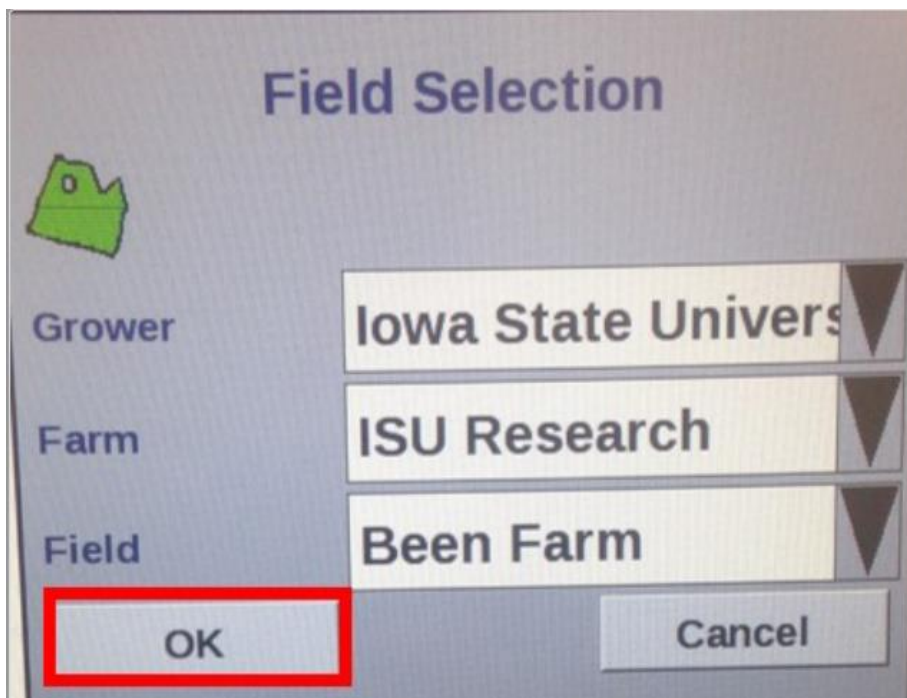 Field Selection
Grower Iowa State Univers
Farm ISU Research
Field Been Farm
OK Cancel